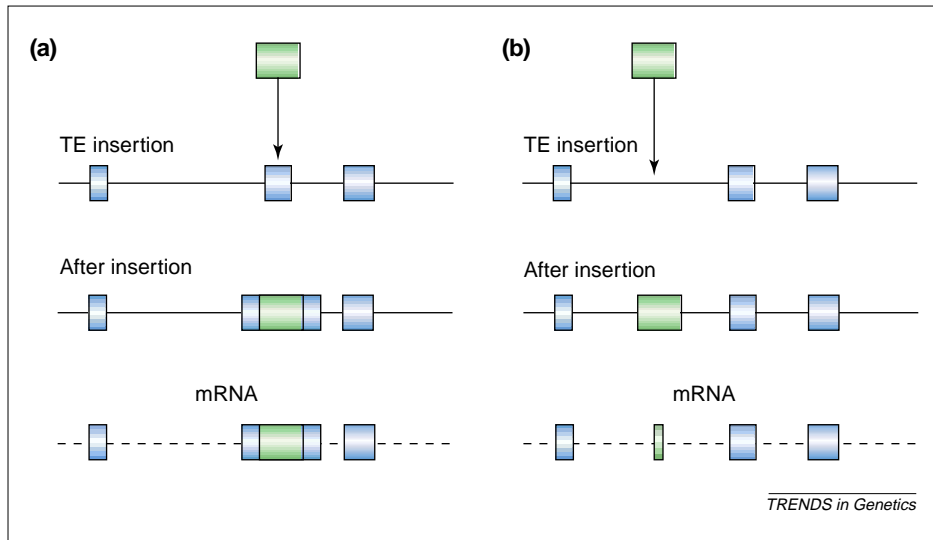 (a)
TE insertion
After insertion
mRNA
(b)
TE insertion
After insertion
mRNA
TRENDS in Genetics